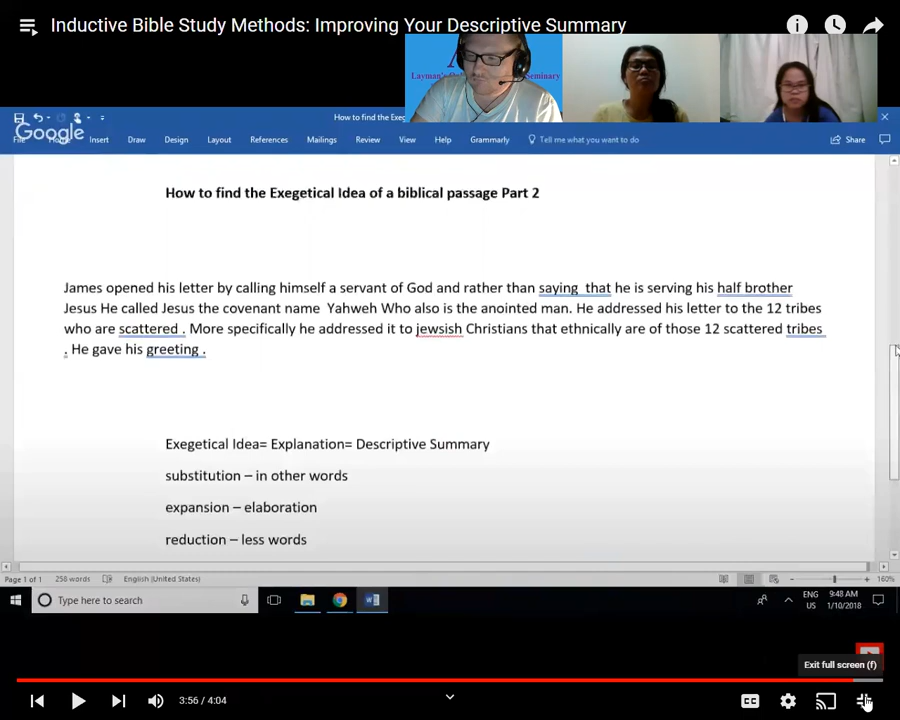 Inductive Bible Study Methods: Improving Your Descriptive Summary
Layman's Seminary
How to find the Exeg
Google
File Home Insert Draw Design Layout References Mailings Review View Help Grammarly Tell me what you want to do Share
How to find the Exegetical Idea of a biblical passage Part 2
James opened his letter by calling himself a servant of God and rather than saying that he is serving his half brother
Jesus He called Jesus the covenant name Yahweh Who also is the anointed man. He addressed his letter to the 12 tribes
who are scattered . More specifically he addressed it to jewsish Christians that ethnically are of those 12 scattered tribes
. He gave his greeting .
Exegetical Idea= Explanation= Descriptive Summary
substitution – in other words
expansion – elaboration
reduction – less words
Page 1 of 1 258 words English (United States) 160%
Type here to search
ENG
US
9:48 AM
1/10/2018
Exit full screen (f)
3:56 / 4:04
CC